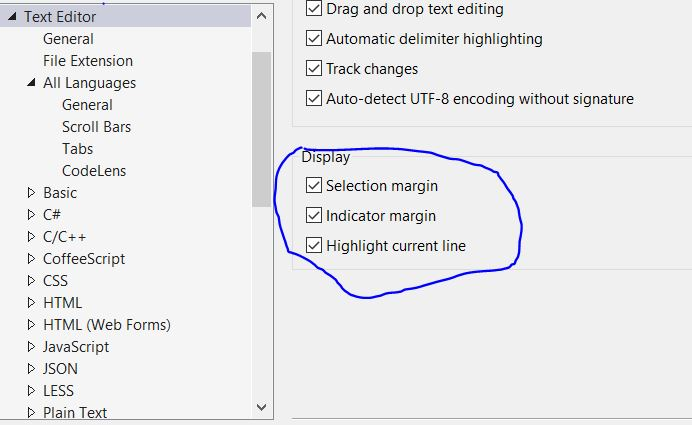 Text Editor
General
File Extension
All Languages
General
Scroll Bars
Tabs
CodeLens
Basic
C#
C/C++
CoffeeScript
CSS
HTML
HTML (Web Forms)
JavaScript
JSON
LESS
Plain Text
Drag and drop text editing
Automatic delimiter highlighting
Track changes
Auto-detect UTF-8 encoding without signature
Display
Selection margin
Indicator margin
Highlight current line